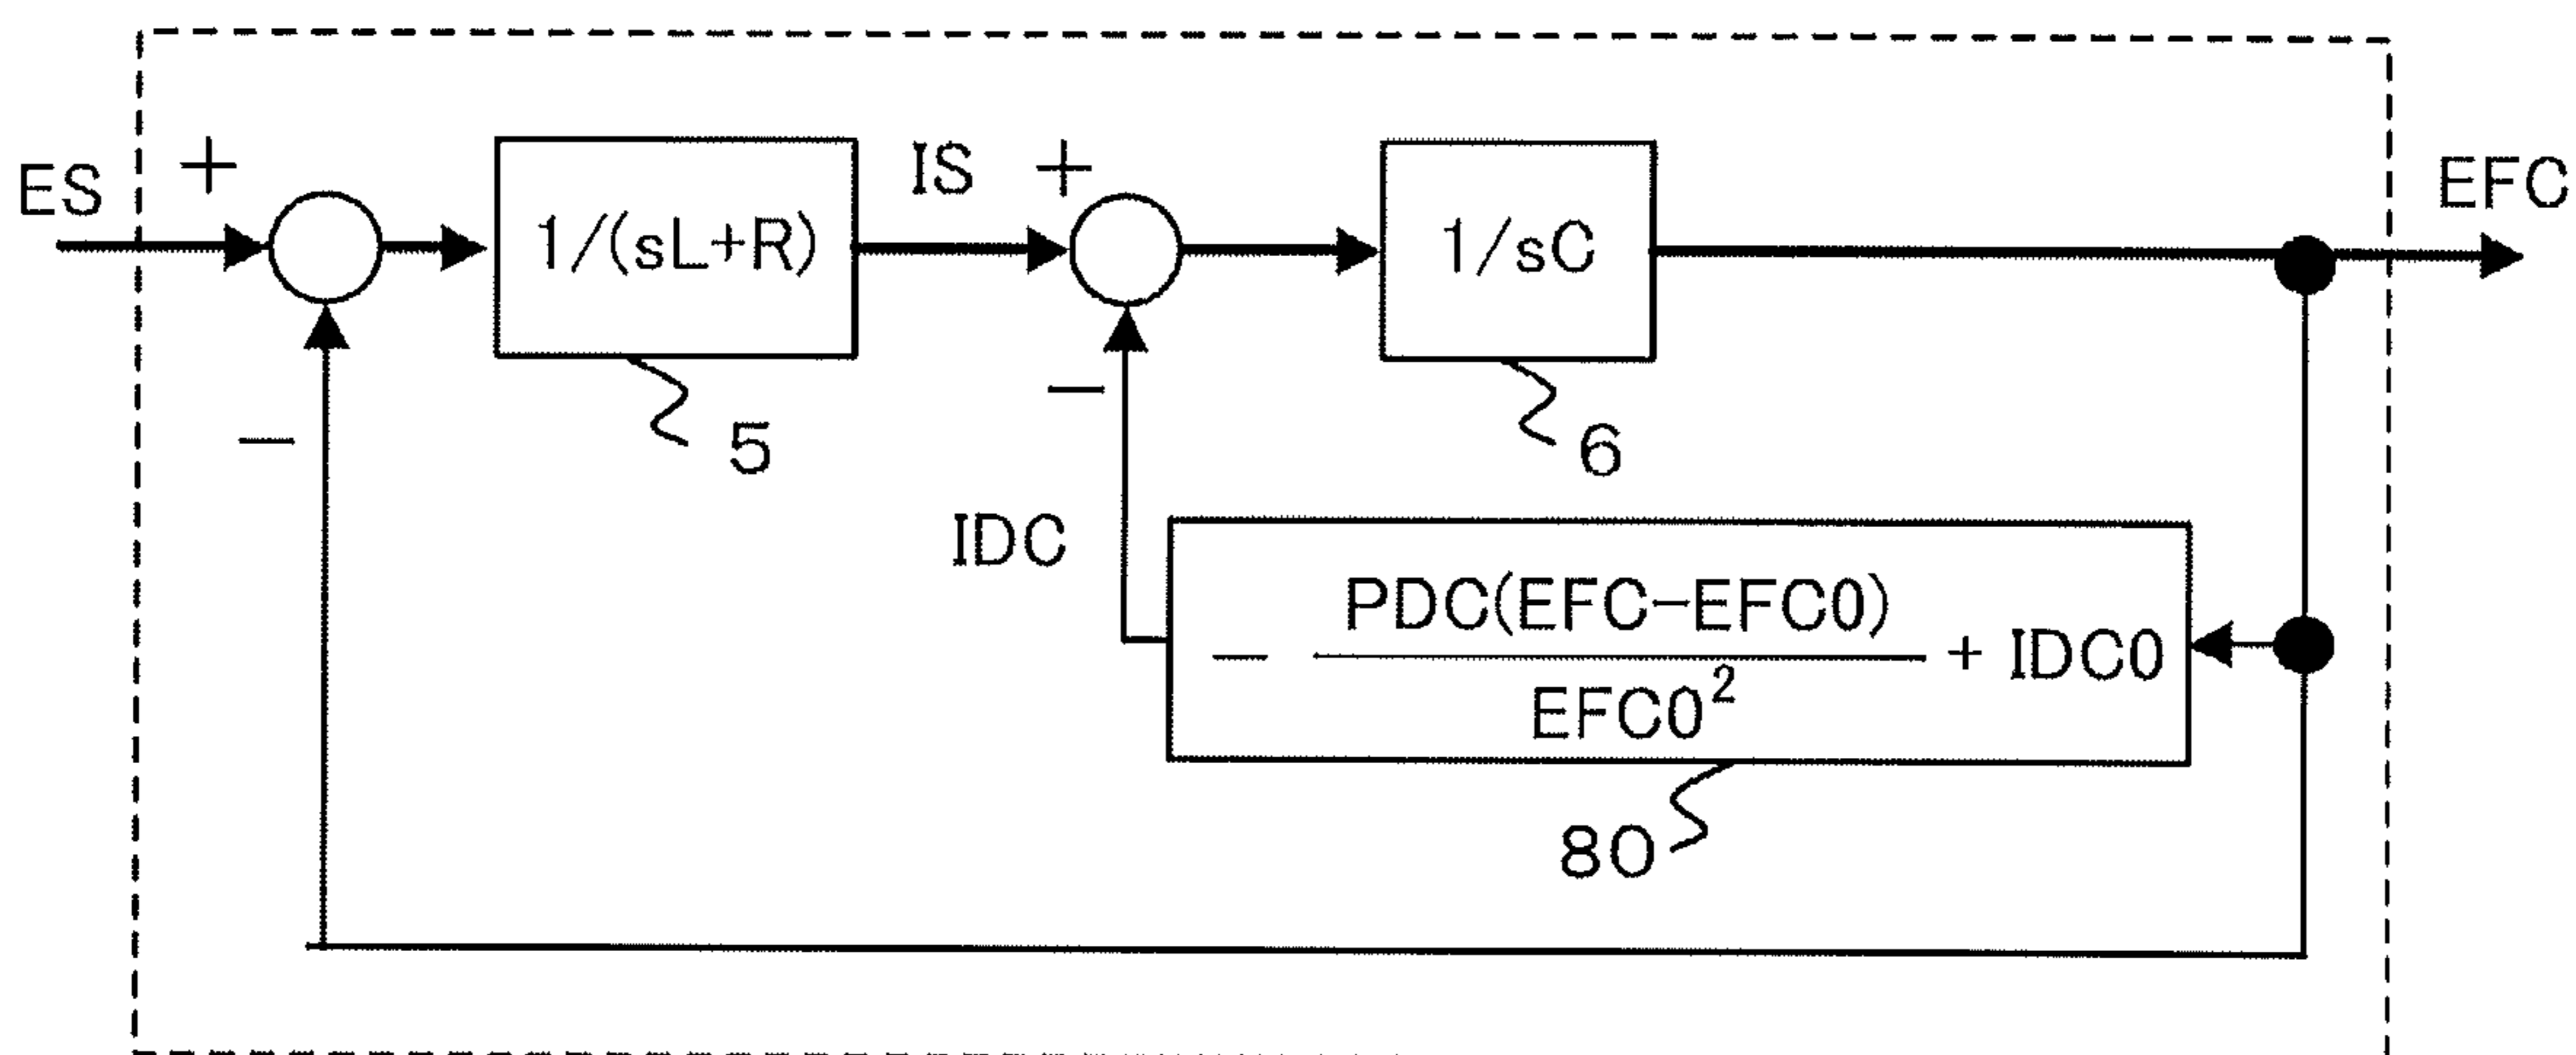 ES
+
−
1/(sL+R)
5
IS
+
−
1/sC
6
EFC
IDC
− PDC(EFC−EFC0) / EFC0² + IDC0
80